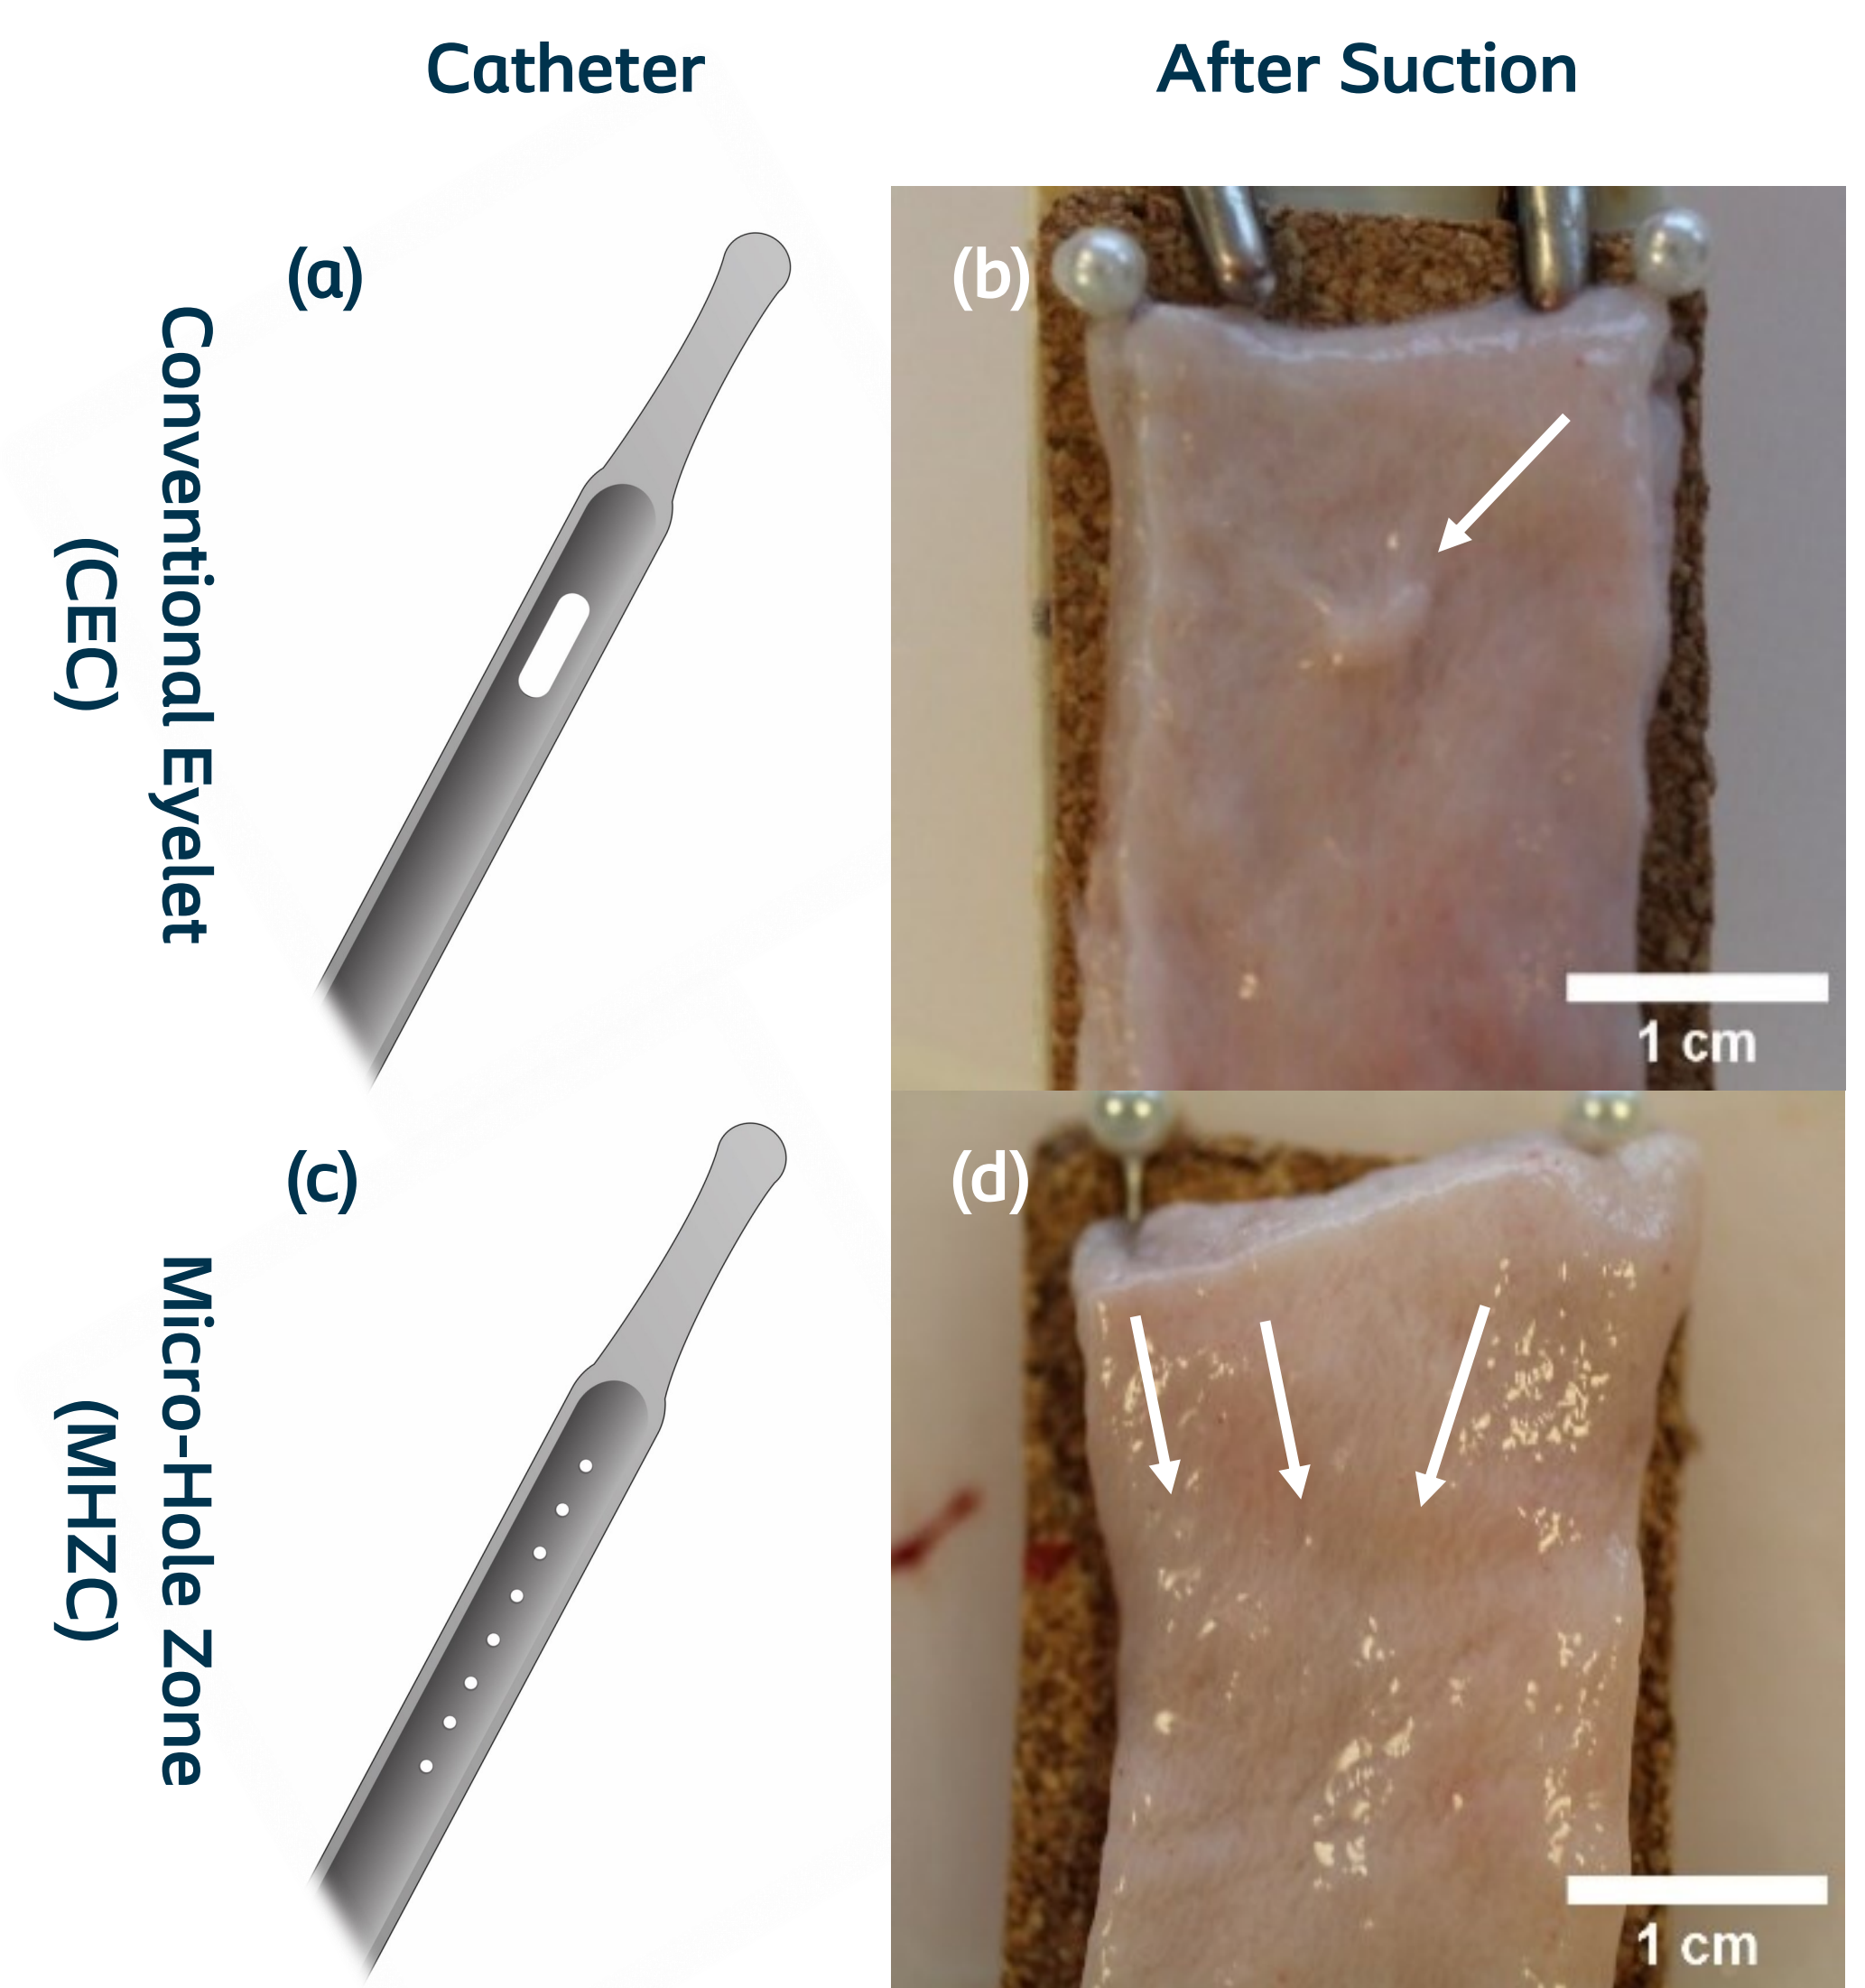 Catheter
After Suction
Conventional Eyelet
(CEC)
(a)
(b)
1 cm
Micro-Hole Zone
(MHZC)
(c)
(d)
1 cm